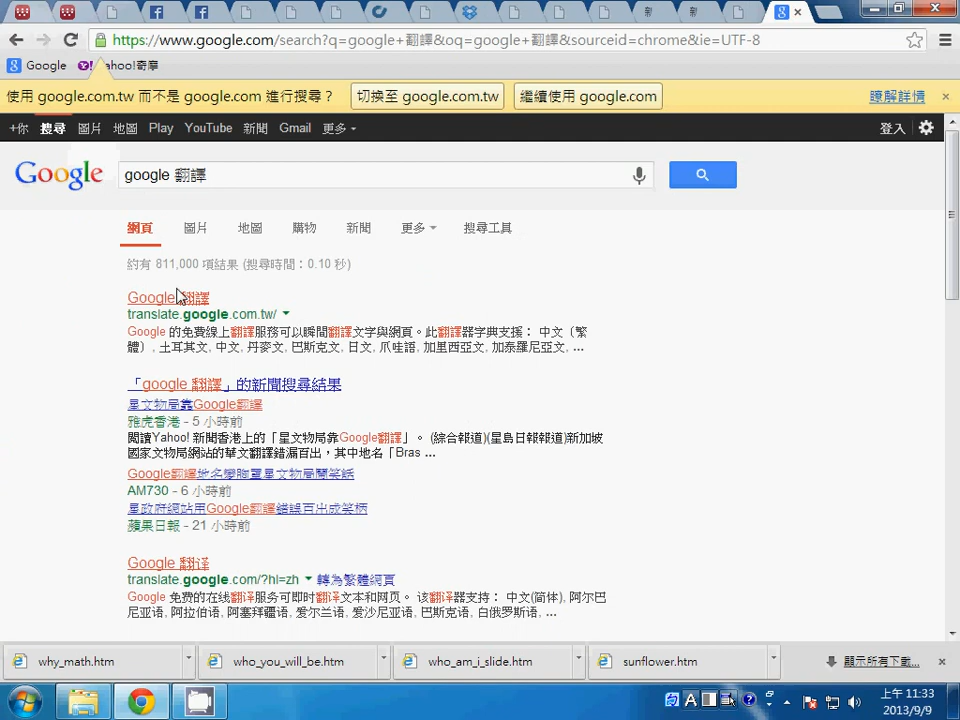 https://www.google.com/search?q=google+翻譯&oq=google+翻譯&sourceid=chrome&ie=UTF-8
Google Yahoo!奇摩
使用 google.com.tw 而不是 google.com 進行搜尋？ 切換至 google.com.tw 繼續使用 google.com 瞭解詳情
+你 搜尋 圖片 地圖 Play YouTube 新聞 Gmail 更多 登入
Google google 翻譯
網頁 圖片 地圖 購物 新聞 更多 搜尋工具
約有 811,000 項結果 (搜尋時間：0.10 秒)
Google 翻譯
translate.google.com.tw/
Google 的免費線上翻譯服務可以瞬間翻譯文字與網頁。此翻譯器字典支援： 中文（繁
體）, 土耳其文, 中文, 丹麥文, 巴斯克文, 日文, 爪哇語, 加里西亞文, 加泰羅尼亞文, ...
「google 翻譯」的新聞搜尋結果
星文物局靠Google翻譯
雅虎香港 - 5 小時前
閱讀Yahoo! 新聞香港上的「星文物局靠Google翻譯」。 (綜合報道)(星島日報報道)新加坡
國家文物局網站的華文翻譯錯漏百出，其中地名「Bras ...
Google翻譯地名變胸罩星文物局鬧笑話
AM730 - 6 小時前
星政府網站用Google翻譯錯誤百出成笑柄
蘋果日報 - 21 小時前
Google 翻译
translate.google.com/?hl=zh 轉為繁體網頁
Google 免费的在线翻译服务可即时翻译文本和网页。 该翻译器支持： 中文(简体), 阿尔巴
尼亚语, 阿拉伯语, 阿塞拜疆语, 爱尔兰语, 爱沙尼亚语, 巴斯克语, 白俄罗斯语, ...
why_math.htm who_you_will_be.htm who_am_i_slide.htm sunflower.htm 顯示所有下載...
上午 11:33
2013/9/9